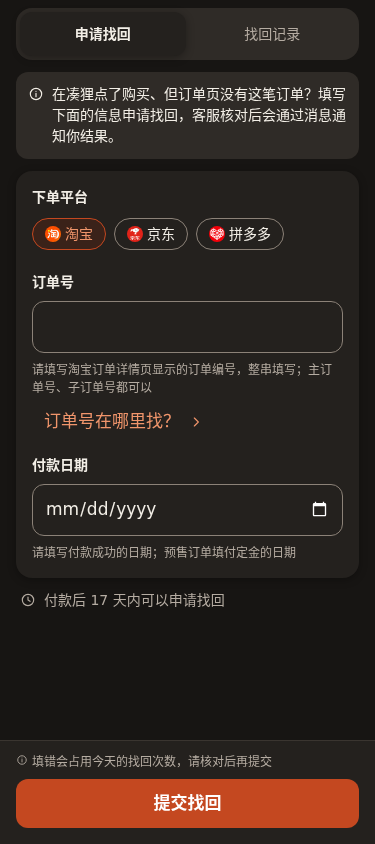 申请找回
找回记录
在凑狸点了购买、但订单页没有这笔订单？填写
下面的信息申请找回，客服核对后会通过消息通
知你结果。
下单平台
淘 淘宝
京东
拼多多
订单号
请填写淘宝订单详情页显示的订单编号，整串填写；主订
单号、子订单号都可以
订单号在哪里找？
付款日期
mm/dd/yyyy
请填写付款成功的日期；预售订单填付定金的日期
付款后 17 天内可以申请找回
填错会占用今天的找回次数，请核对后再提交
提交找回